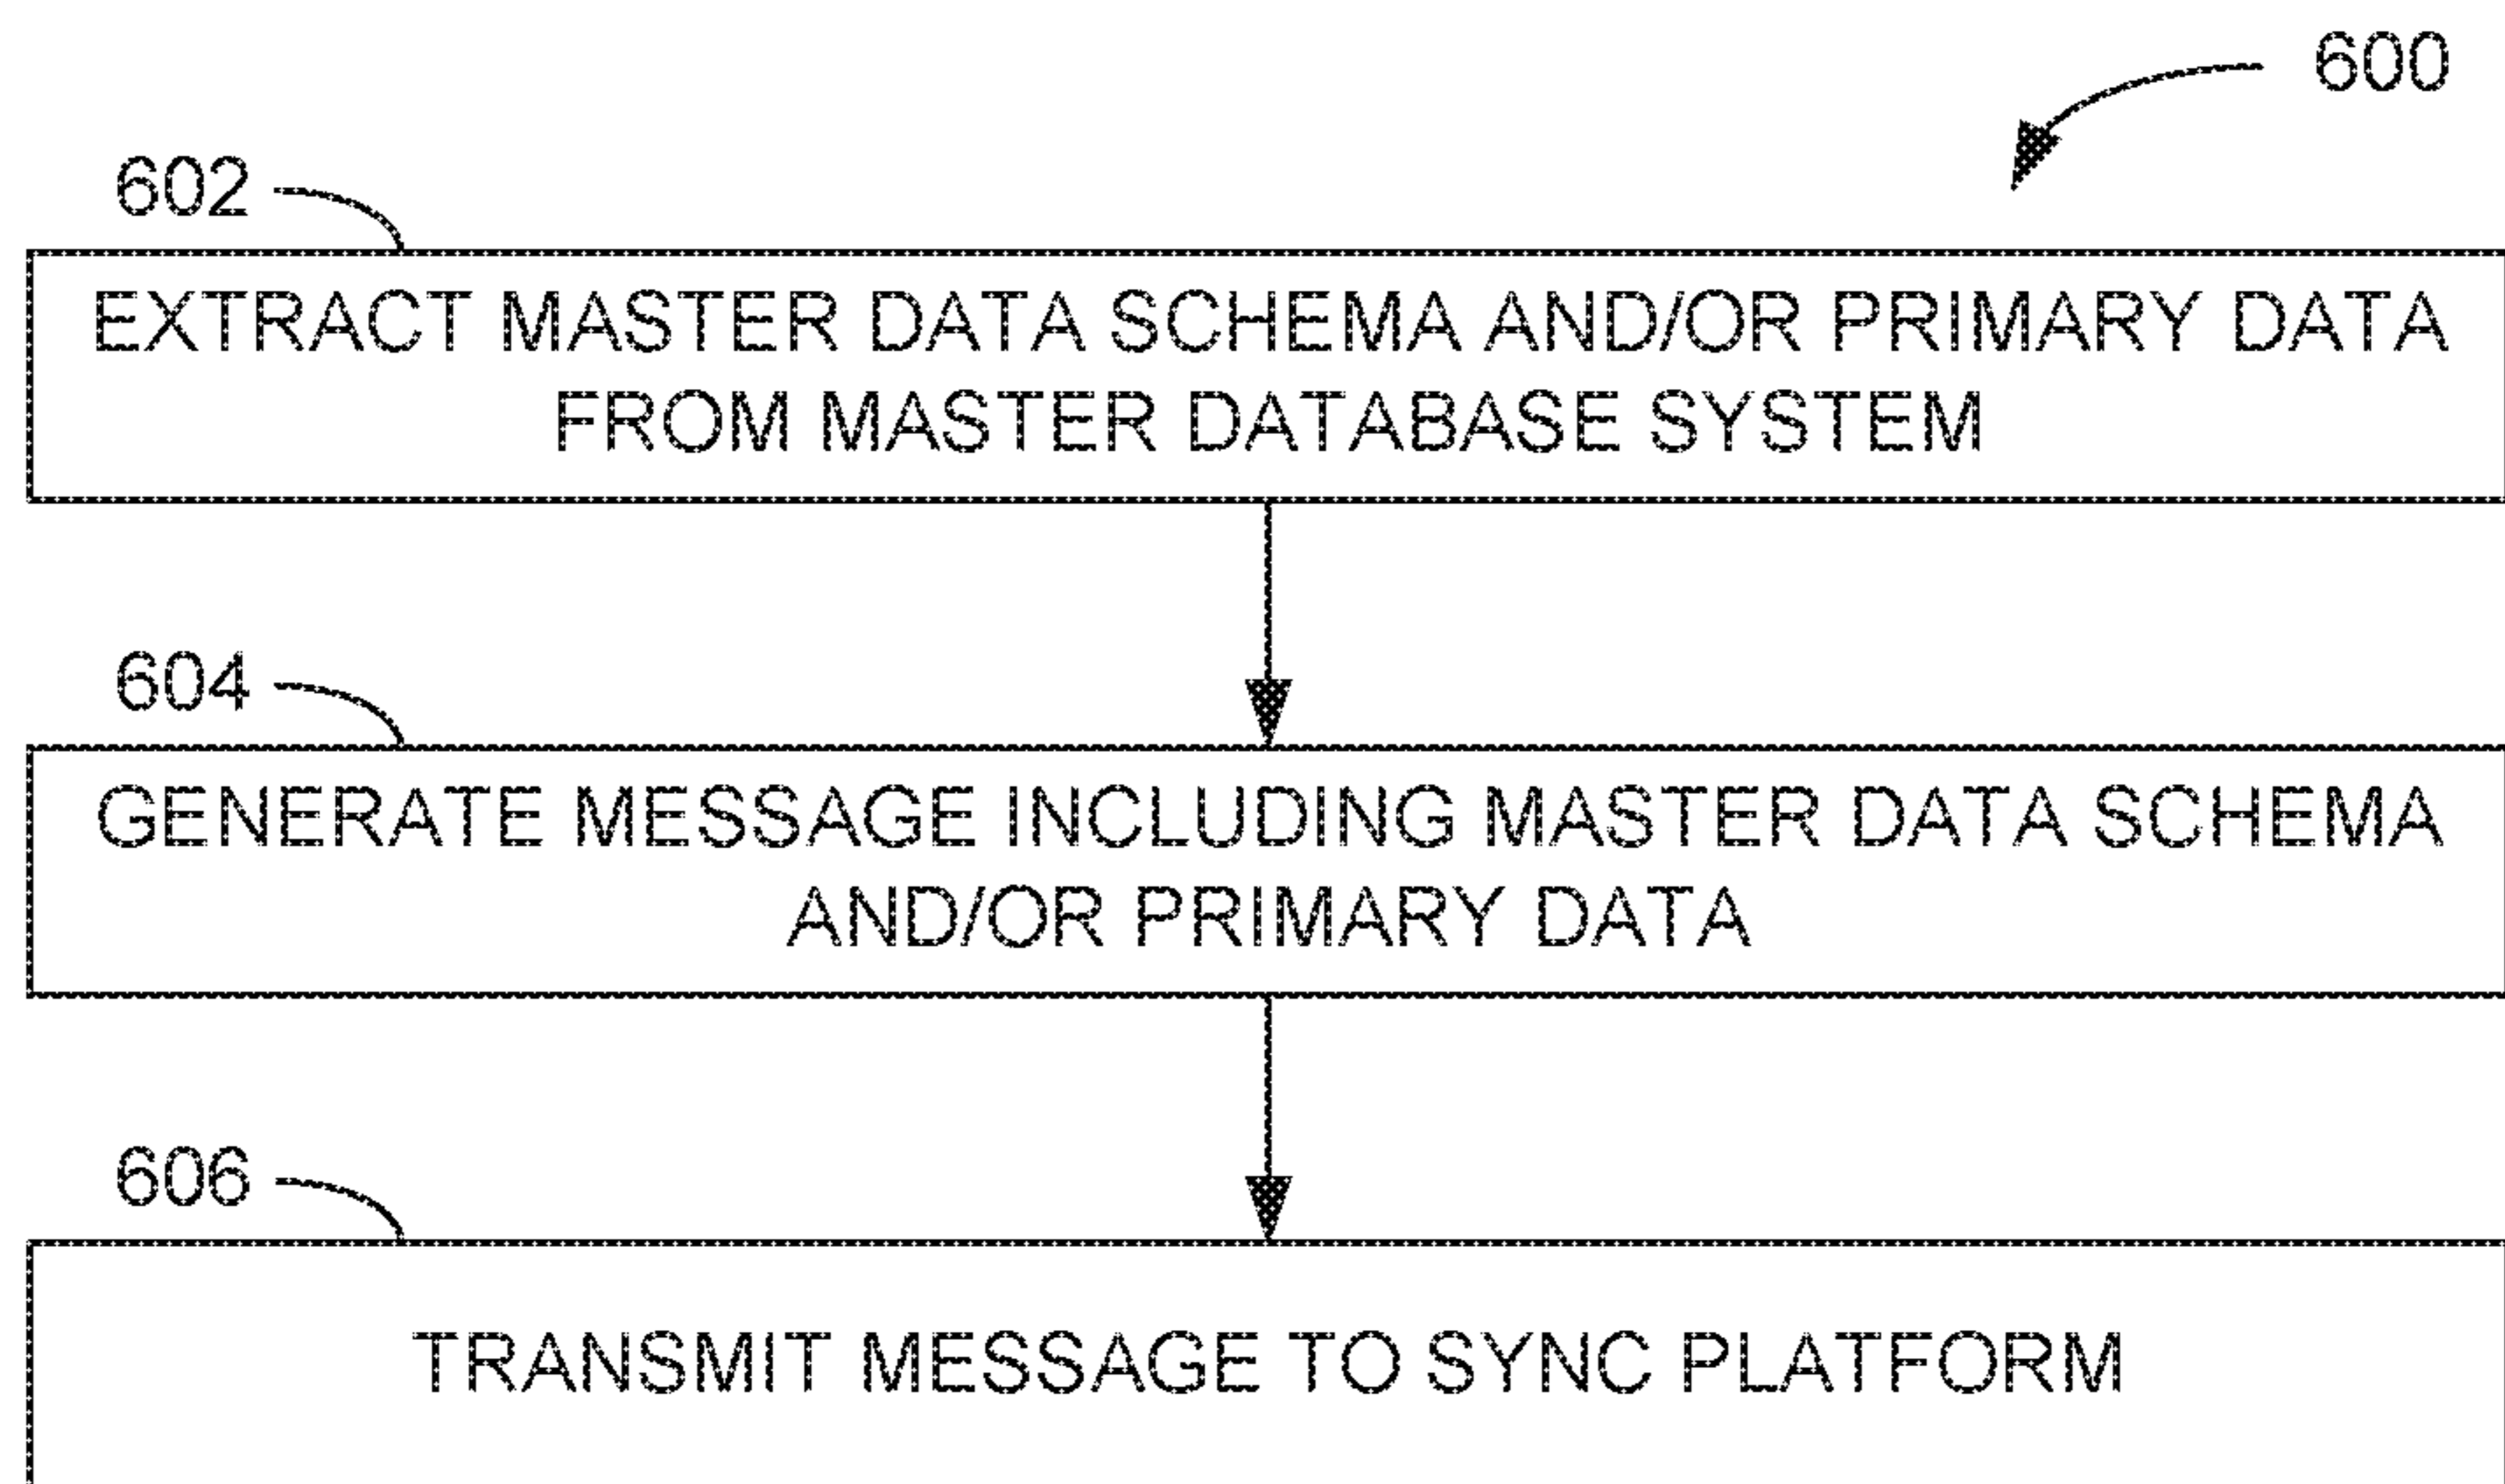 600
602
EXTRACT MASTER DATA SCHEMA AND/OR PRIMARY DATA
FROM MASTER DATABASE SYSTEM
604
GENERATE MESSAGE INCLUDING MASTER DATA SCHEMA
AND/OR PRIMARY DATA
606
TRANSMIT MESSAGE TO SYNC PLATFORM